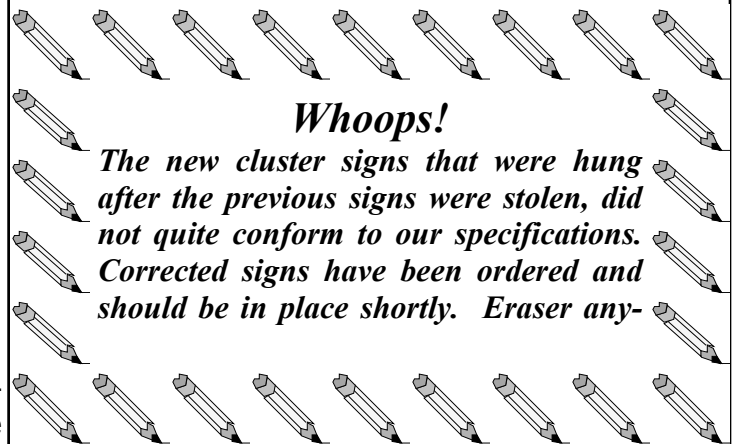 Whoops!
The new cluster signs that were hung
after the previous signs were stolen, did
not quite conform to our specifications.
Corrected signs have been ordered and
should be in place shortly. Eraser any-